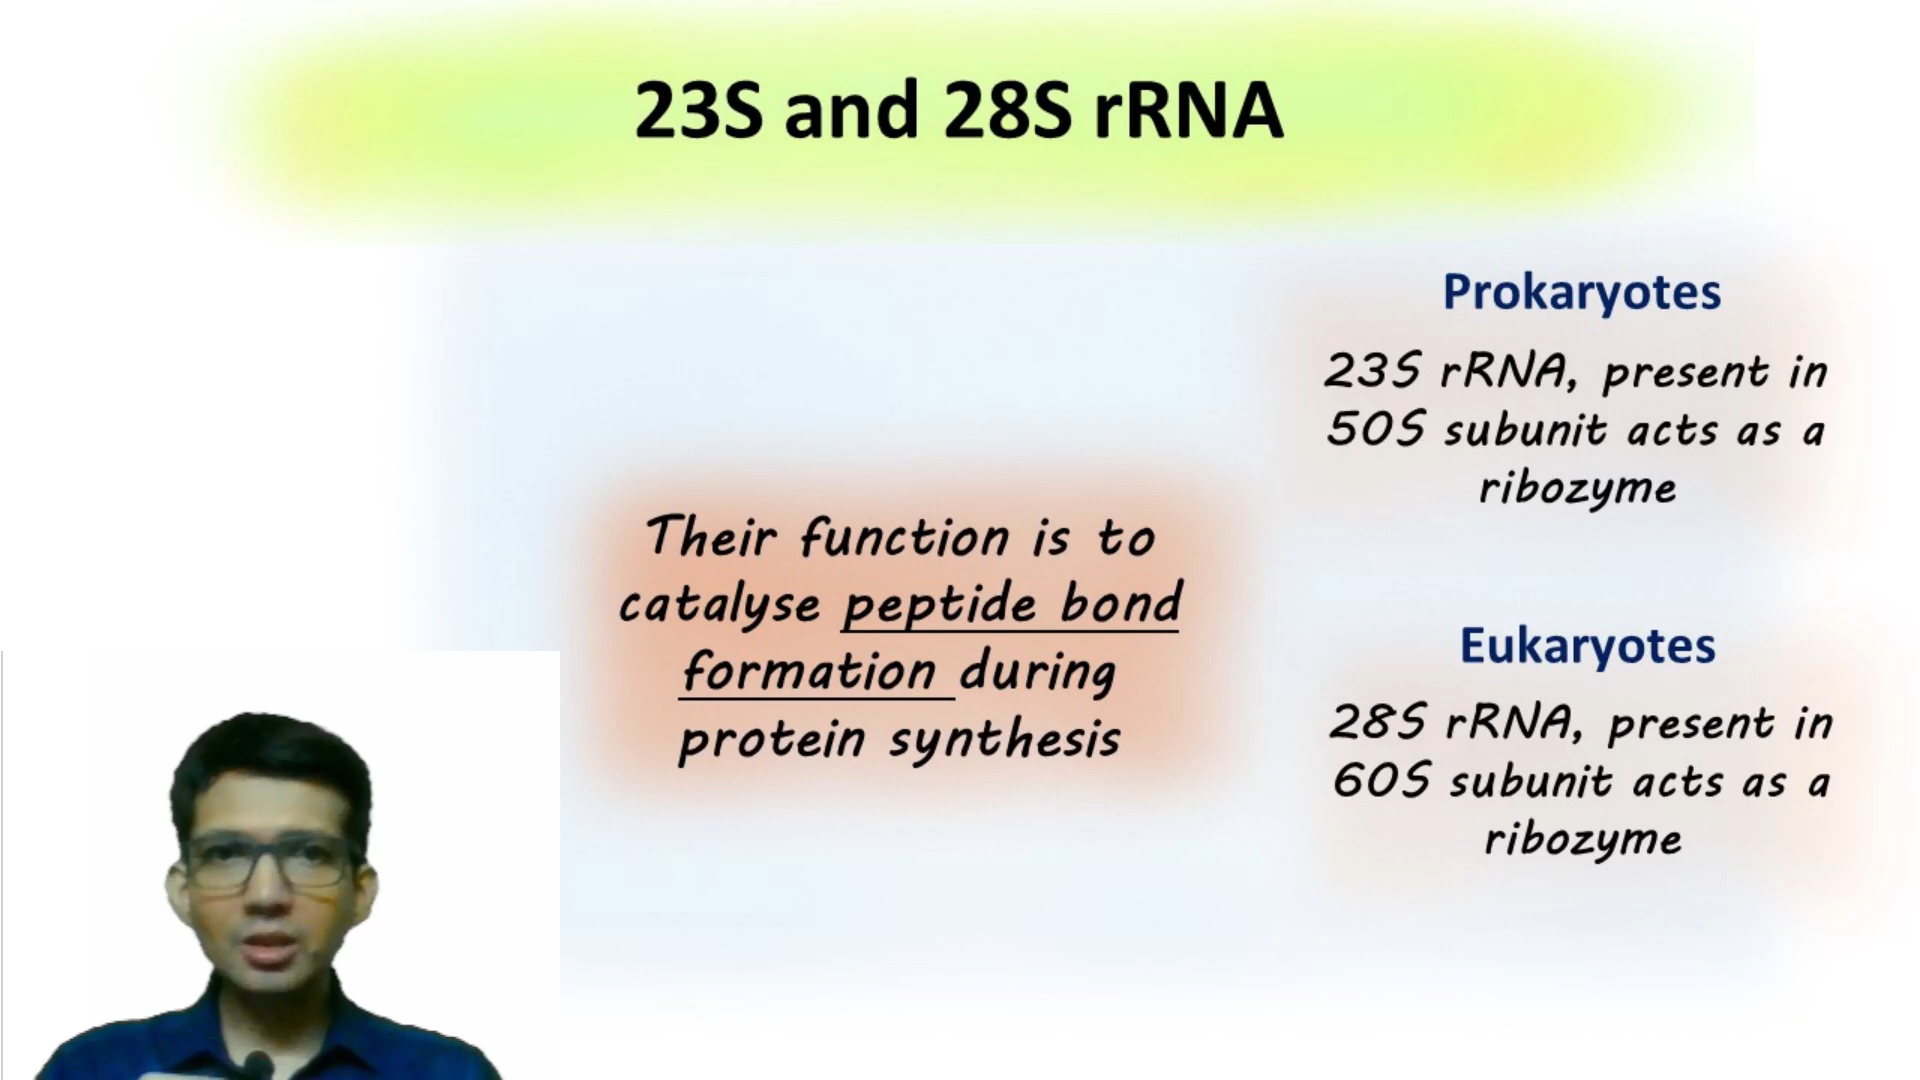 23S and 28S rRNA
Their function is to
catalyse peptide bond
formation during
protein synthesis
Prokaryotes
23S rRNA, present in
50S subunit acts as a
ribozyme
Eukaryotes
28S rRNA, present in
60S subunit acts as a
ribozyme